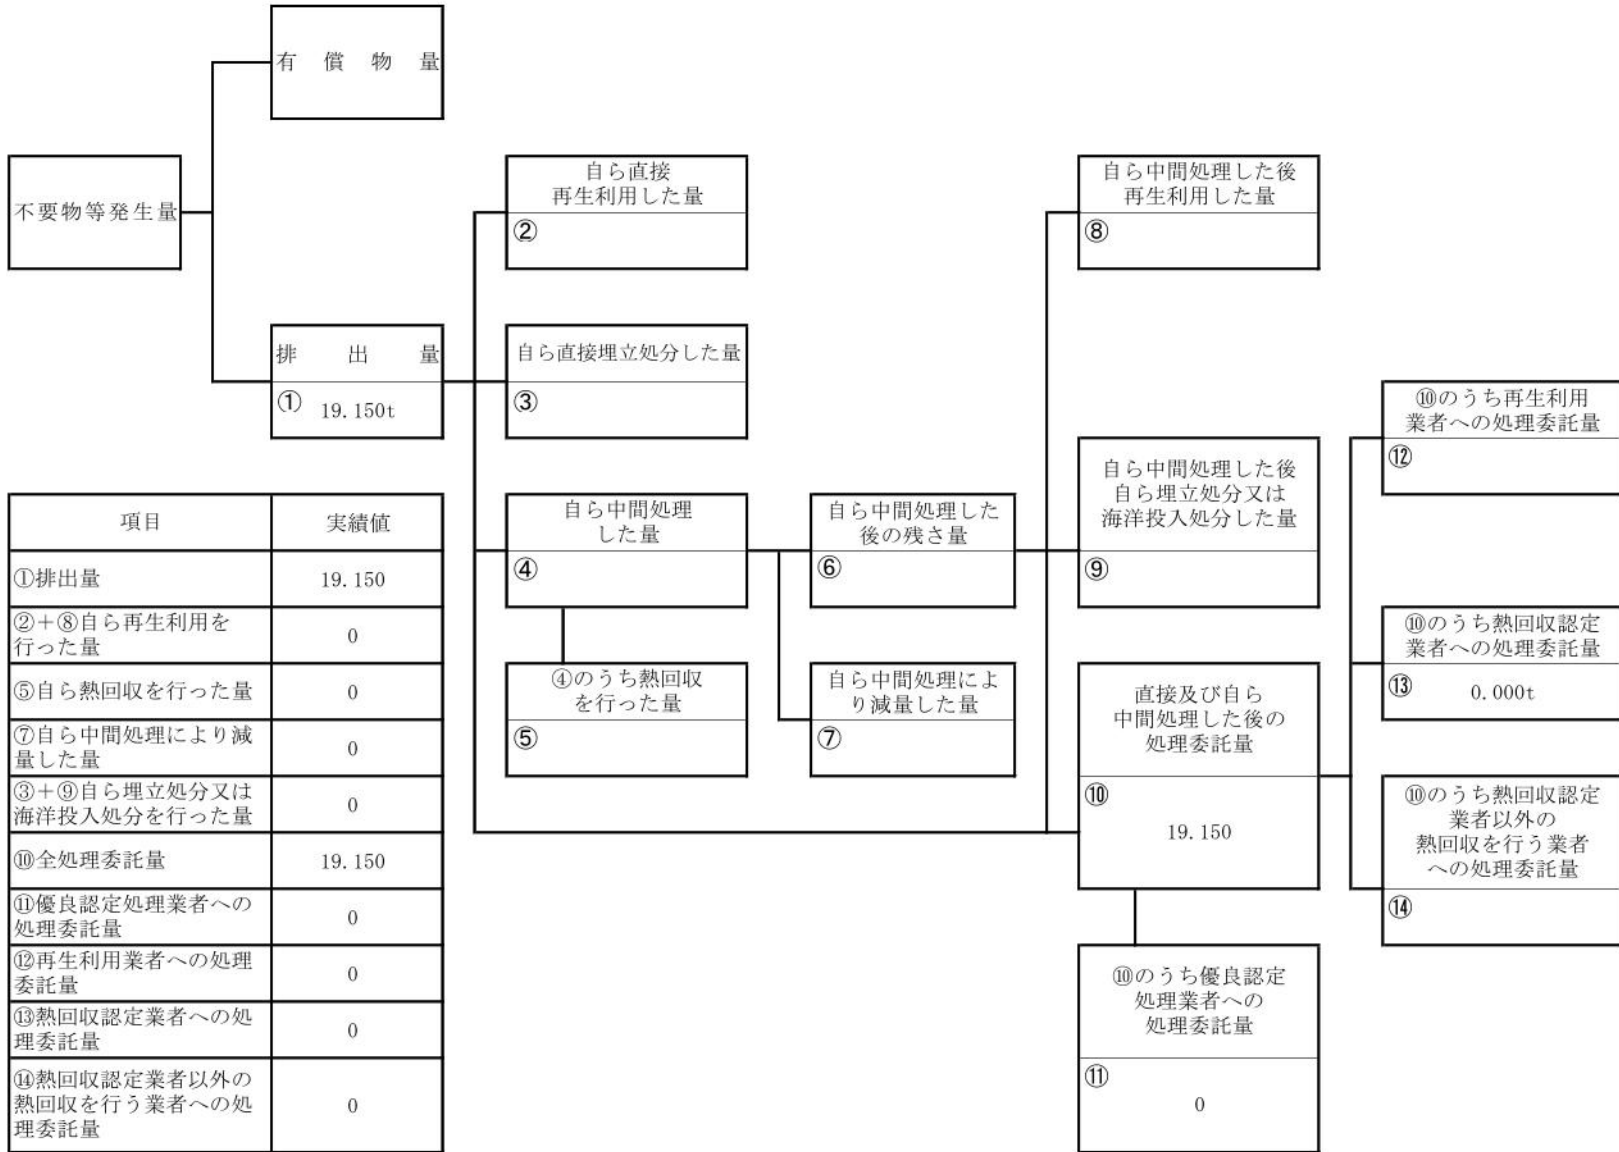 有償物量
不要物等発生量
排出量
① 19.150t
自ら直接
再生利用した量
②
自ら直接埋立処分した量
③
自ら中間処理
した量
④
④のうち熱回収
を行った量
⑤
自ら中間処理した
後の残さ量
⑥
自ら中間処理によ
り減量した量
⑦
自ら中間処理した後
再生利用した量
⑧
自ら中間処理した後
自ら埋立処分又は
海洋投入処分した量
⑨
直接及び自ら
中間処理した後の
処理委託量
⑩
19.150
⑩のうち優良認定
処理業者への
処理委託量
⑪
0
⑩のうち再生利用
業者への処理委託量
⑫
⑩のうち熱回収認定
業者への処理委託量
⑬ 0.000t
⑩のうち熱回収認定
業者以外の
熱回収を行う業者
への処理委託量
⑭
項目 実績値
①排出量 19.150
②+⑧自ら再生利用を
行った量 0
⑤自ら熱回収を行った量 0
⑦自ら中間処理により減
量した量 0
③+⑨自ら埋立処分又は
海洋投入処分を行った量 0
⑩全処理委託量 19.150
⑪優良認定処理業者への
処理委託量 0
⑫再生利用業者への処理
委託量 0
⑬熱回収認定業者への処
理委託量 0
⑭熱回収認定業者以外の
熱回収を行う業者への処
理委託量 0